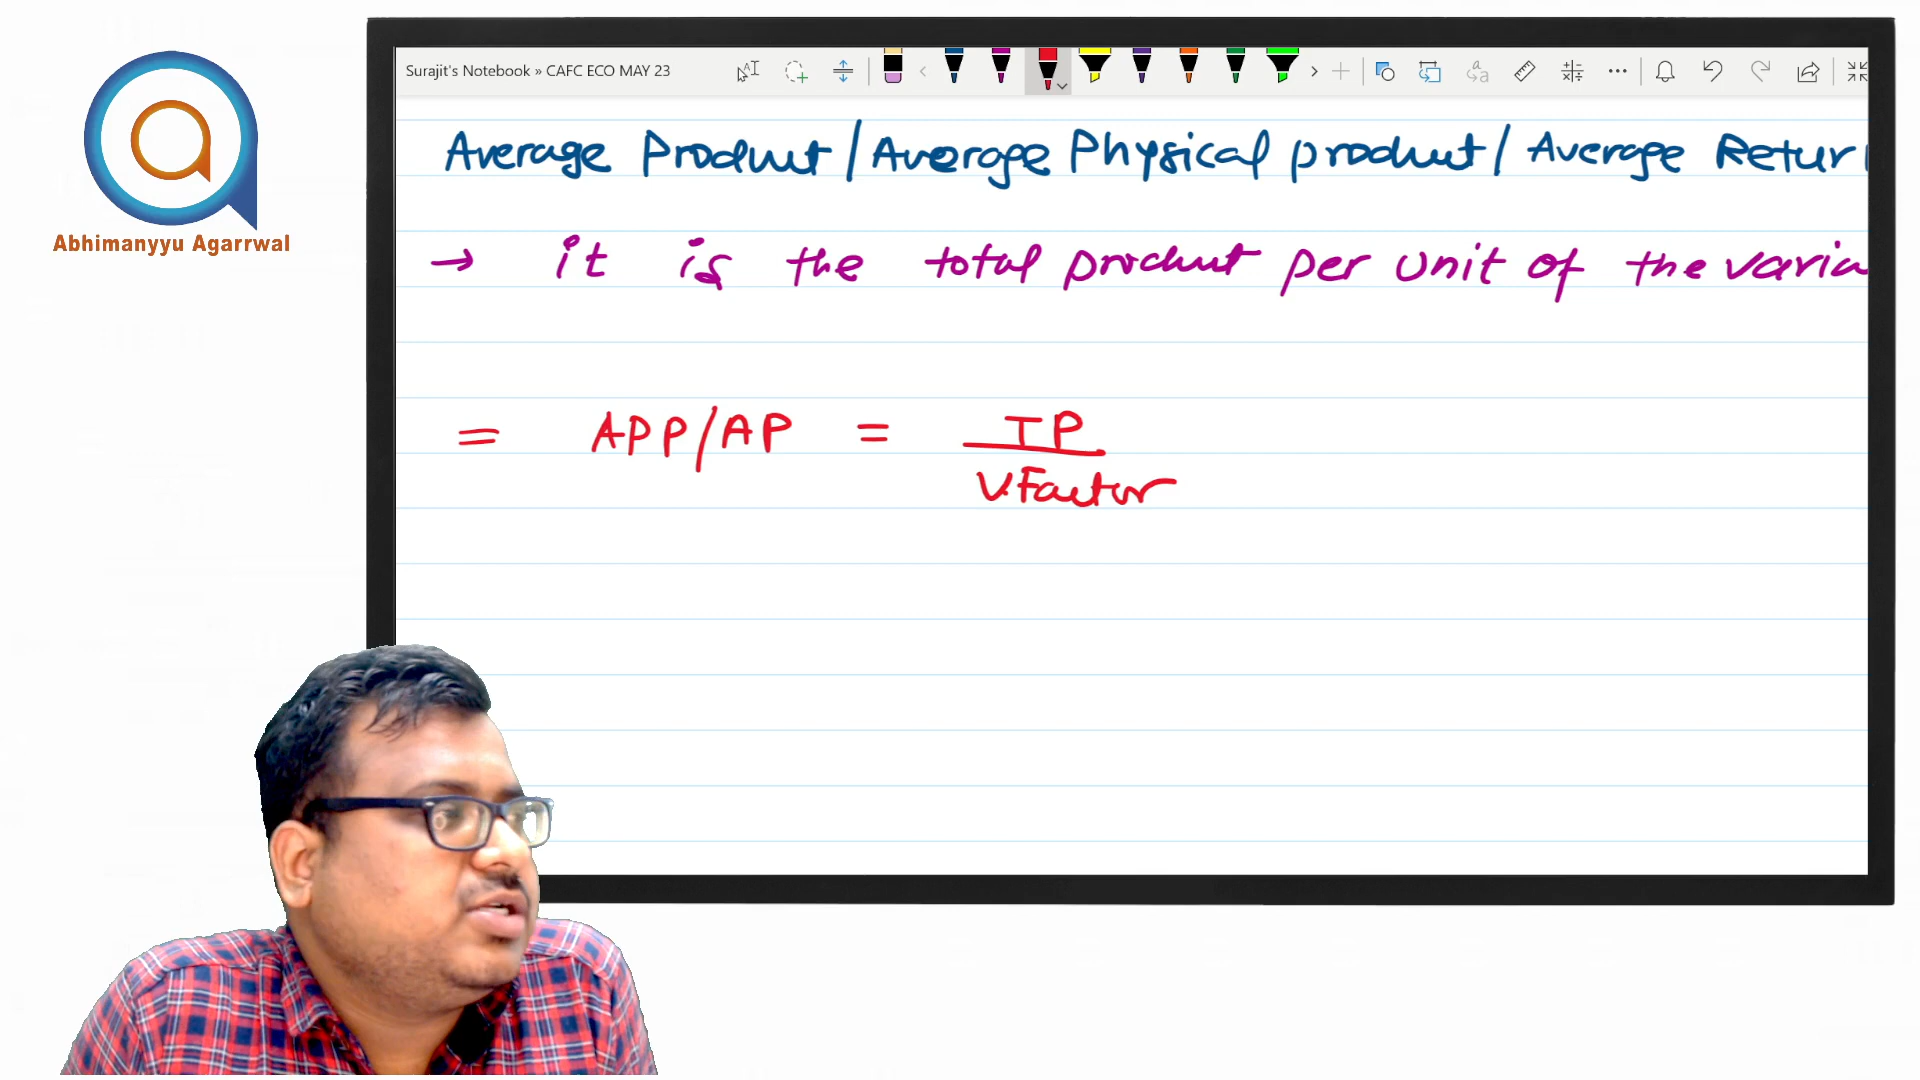 Abhimanyyu Agarrwal
Surajit's Notebook » CAFC ECO MAY 23
Average Product / Average Physical product / Average Retur
→ it is the total product per unit of the varia
= APP/AP = TP
V.Factor